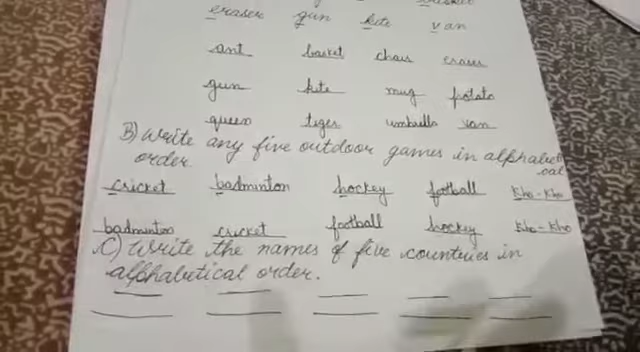 eraser gun kite van
ant basket chair eraser
gun kite mug potato
queen tiger umbrella van
B) Write any five outdoor games in alphabet
ical
order.
cricket badminton hockey football Kho-Kho
badminton cricket football hockey Kho-Kho
C) Write the names of five countries in
alphabetical order.